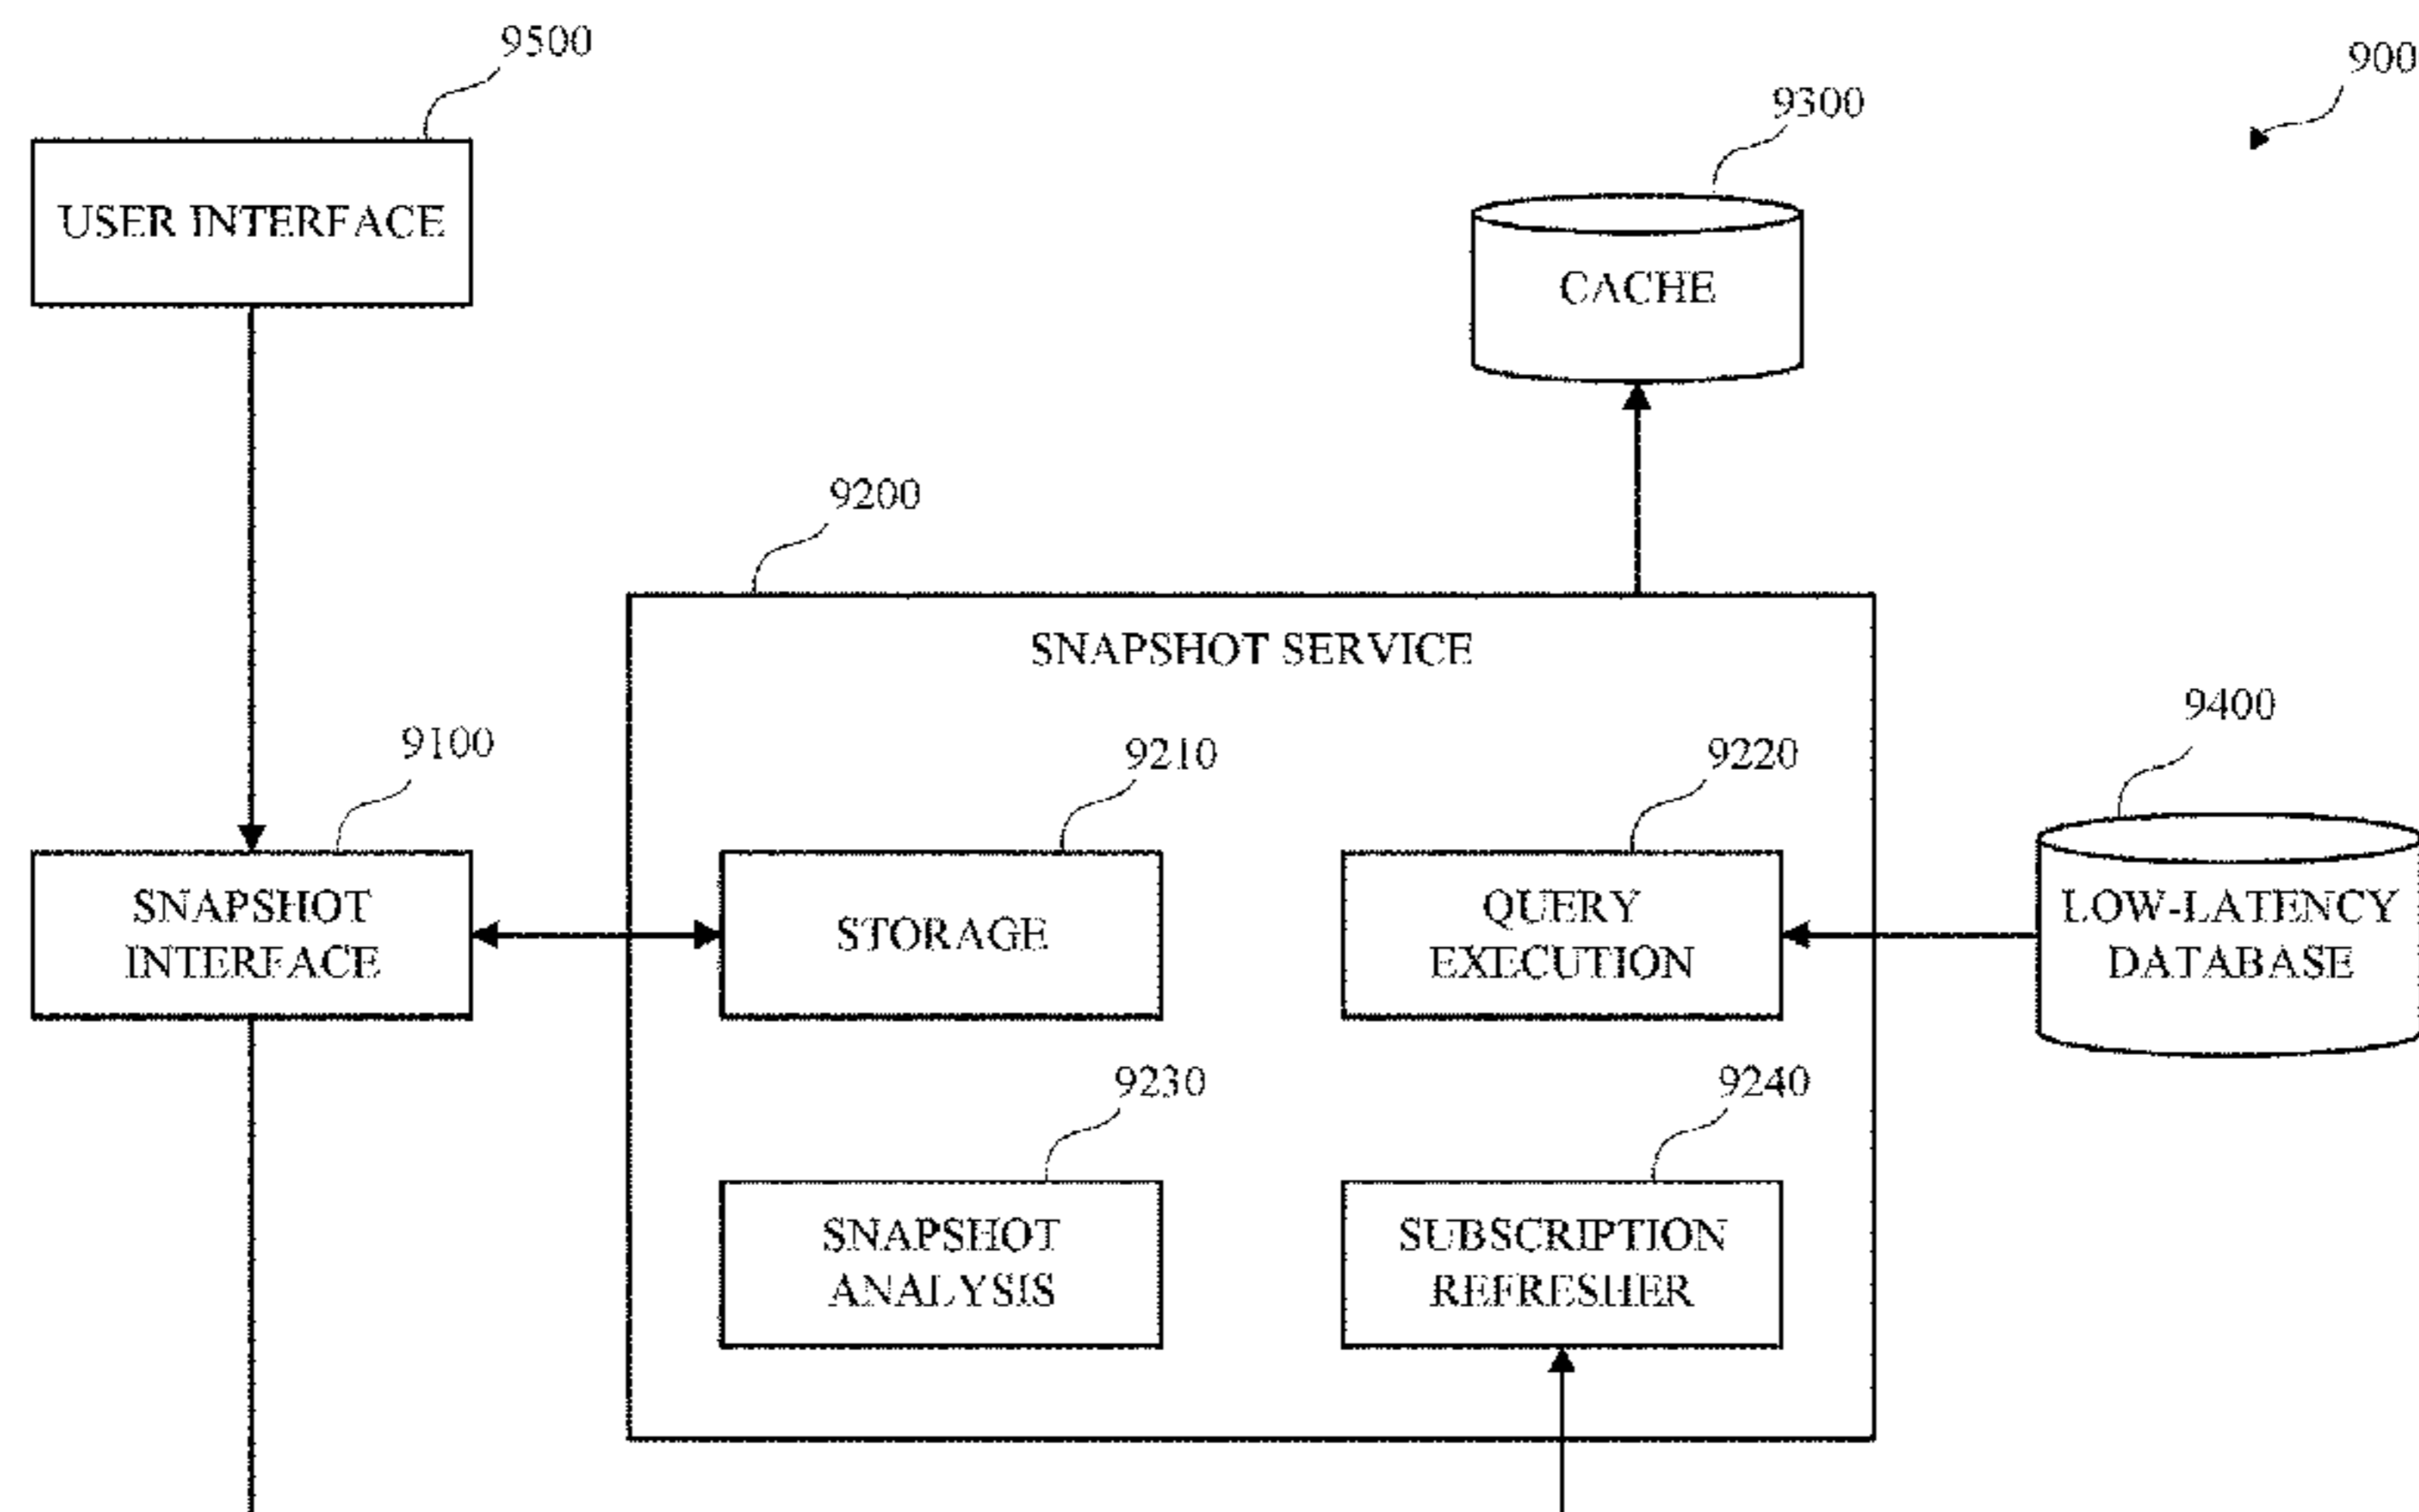 9500
900
9300
USER INTERFACE
CACHE
9200
SNAPSHOT SERVICE
9400
9100
9210
9220
SNAPSHOT
INTERFACE
STORAGE
QUERY
EXECUTION
LOW-LATENCY
DATABASE
9230
9240
SNAPSHOT
ANALYSIS
SUBSCRIPTION
REFRESHER